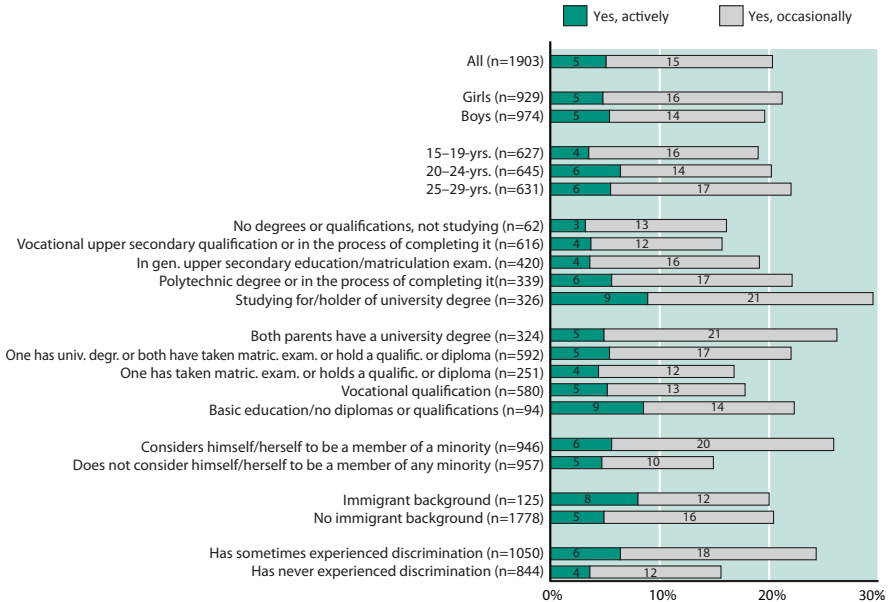 Yes, actively Yes, occasionally
All (n=1903) 5 15
Girls (n=929) 5 16
Boys (n=974) 5 14
15–19-yrs. (n=627) 4 16
20–24-yrs. (n=645) 6 14
25–29-yrs. (n=631) 6 17
No degrees or qualifications, not studying (n=62) 3 13
Vocational upper secondary qualification or in the process of completing it (n=616) 4 12
In gen. upper secondary education/matriculation exam. (n=420) 4 16
Polytechnic degree or in the process of completing it(n=339) 6 17
Studying for/holder of university degree (n=326) 9 21
Both parents have a university degree (n=324) 5 21
One has univ. degr. or both have taken matric. exam. or hold a qualific. or diploma (n=592) 5 17
One has taken matric. exam. or holds a qualific. or diploma (n=251) 4 12
Vocational qualification (n=580) 5 13
Basic education/no diplomas or qualifications (n=94) 9 14
Considers himself/herself to be a member of a minority (n=946) 6 20
Does not consider himself/herself to be a member of any minority (n=957) 5 10
Immigrant background (n=125) 8 12
No immigrant background (n=1778) 5 16
Has sometimes experienced discrimination (n=1050) 6 18
Has never experienced discrimination (n=844) 4 12
0% 10% 20% 30%